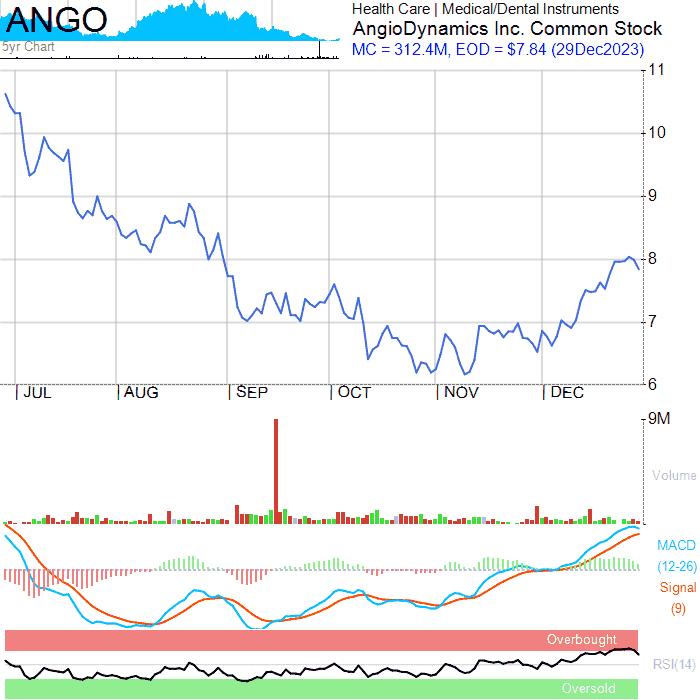 ANGO
5yr Chart
Health Care | Medical/Dental Instruments
AngioDynamics Inc. Common Stock
MC = 312.4M, EOD = $7.84 (29Dec2023)
11
10
9
8
7
6
JUL AUG SEP OCT NOV DEC
9M
Volume
MACD
(12-26)
Signal
(9)
Overbought
RSI(14)
Oversold